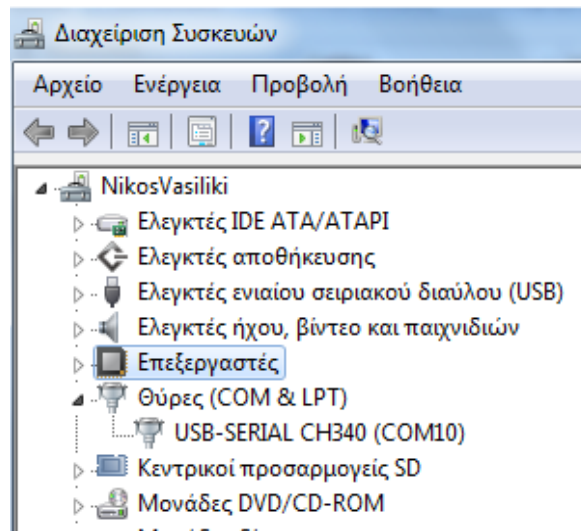 Διαχείριση Συσκευών
Αρχείο Ενέργεια Προβολή Βοήθεια
NikosVasiliki
Ελεγκτές IDE ATA/ATAPI
Ελεγκτές αποθήκευσης
Ελεγκτές ενιαίου σειριακού διαύλου (USB)
Ελεγκτές ήχου, βίντεο και παιχνιδιών
Επεξεργαστές
Θύρες (COM & LPT)
USB-SERIAL CH340 (COM10)
Κεντρικοί προσαρμογείς SD
Μονάδες DVD/CD-ROM